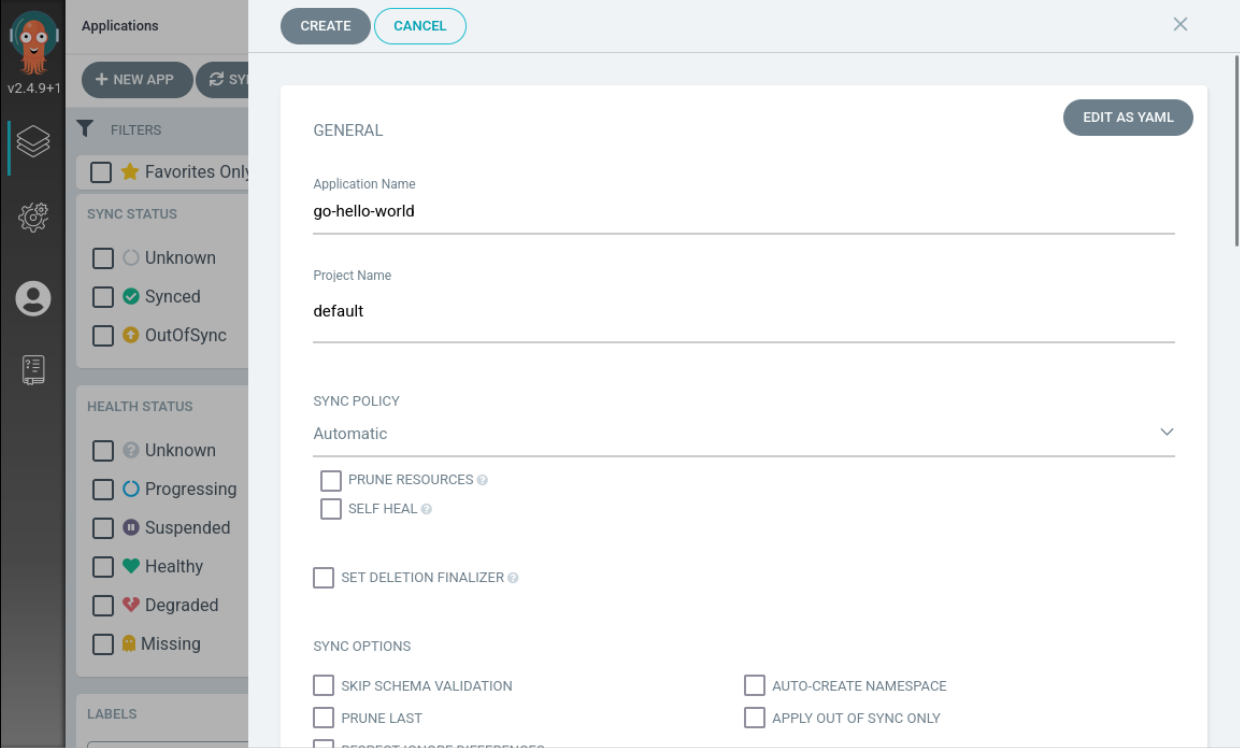 v2.4.9+1
Applications
+ NEW APP
SY
FILTERS
Favorites Only
SYNC STATUS
Unknown
Synced
OutOfSync
HEALTH STATUS
Unknown
Progressing
Suspended
Healthy
Degraded
Missing
LABELS
CREATE
CANCEL
GENERAL
EDIT AS YAML
Application Name
go-hello-world
Project Name
default
SYNC POLICY
Automatic
PRUNE RESOURCES
SELF HEAL
SET DELETION FINALIZER
SYNC OPTIONS
SKIP SCHEMA VALIDATION
AUTO-CREATE NAMESPACE
PRUNE LAST
APPLY OUT OF SYNC ONLY
RESPECT IGNORE DIFFERENCES